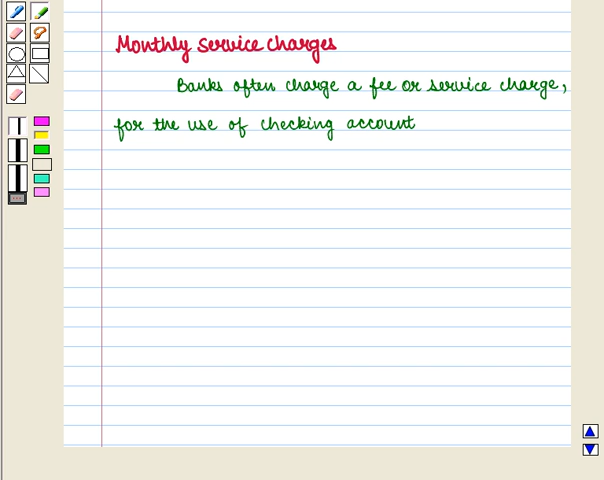 Monthly Service Charges
Banks often charge a fee or service charge,
for the use of checking account